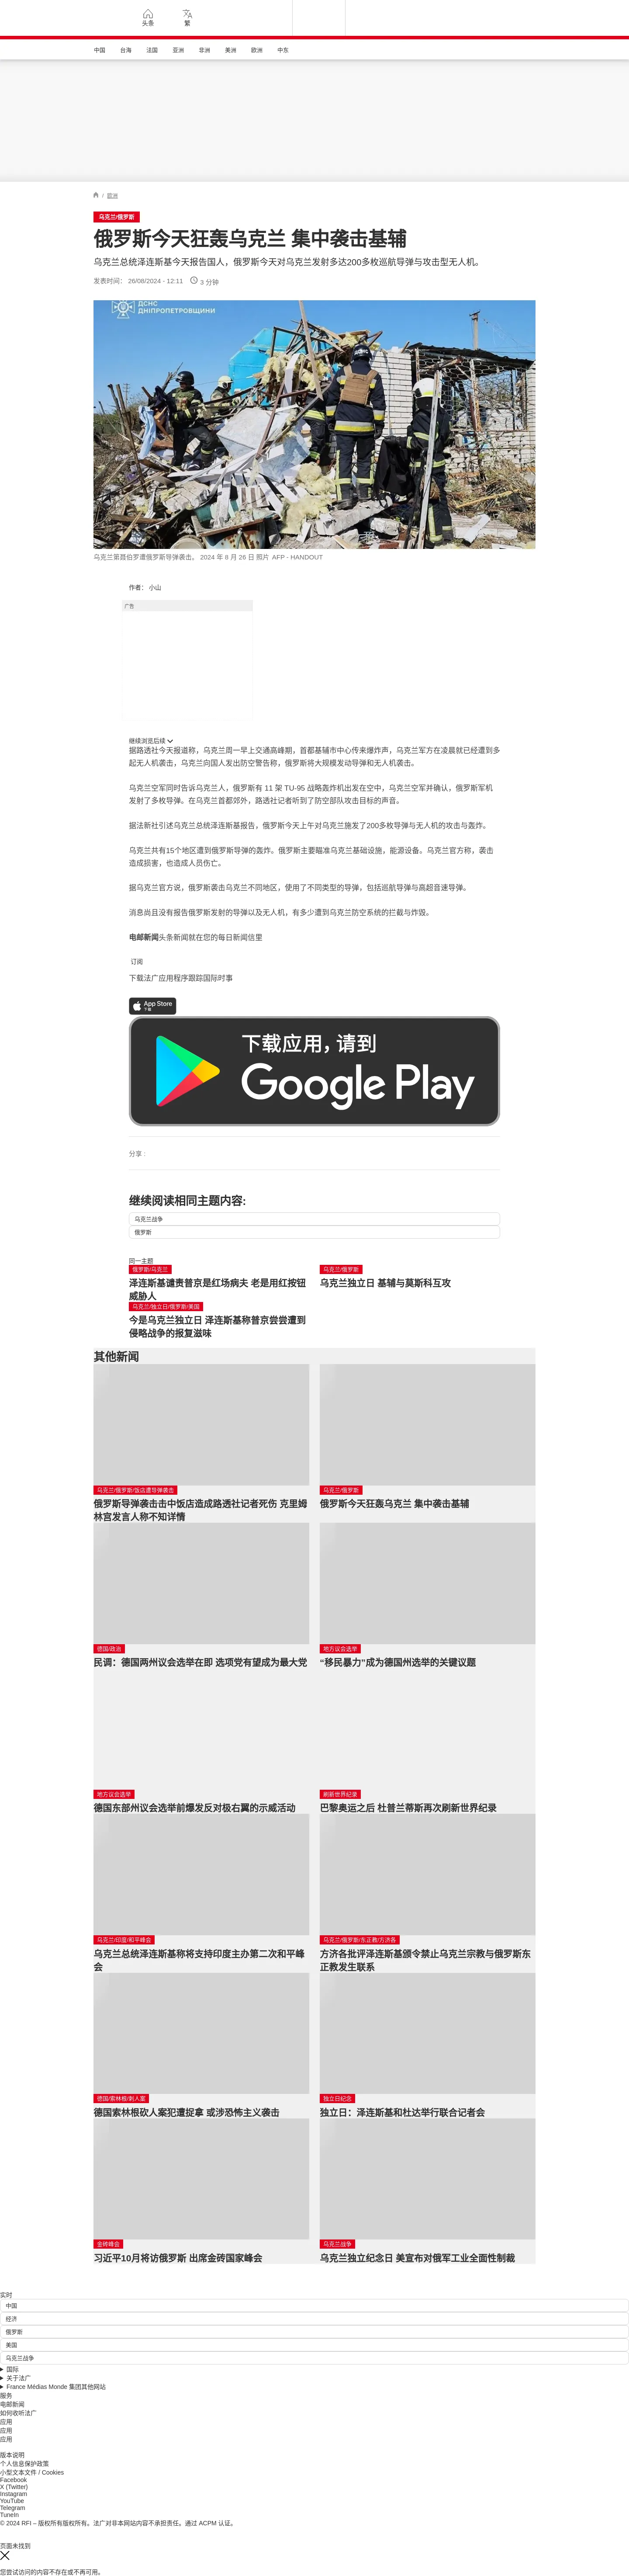 头条
繁
中国 台海 法国 亚洲 非洲 美洲 欧洲 中东
/ 欧洲
乌克兰/俄罗斯
俄罗斯今天狂轰乌克兰 集中袭击基辅
乌克兰总统泽连斯基今天报告国人，俄罗斯今天对乌克兰发射多达200多枚巡航导弹与攻击型无人机。
发表时间： 26/08/2024 - 12:11 3 分钟
ДСНС
ДНІПРОПЕТРОВЩИНИ
乌克兰第聂伯罗遭俄罗斯导弹袭击。 2024 年 8 月 26 日 照片 AFP - HANDOUT
作者： 小山
广告
继续浏览后续
据路透社今天报道称，乌克兰周一早上交通高峰期，首都基辅市中心传来爆炸声，乌克兰军方在凌晨就已经遭到多
起无人机袭击，乌克兰向国人发出防空警告称，俄罗斯将大规模发动导弹和无人机袭击。
乌克兰空军同时告诉乌克兰人，俄罗斯有 11 架 TU-95 战略轰炸机出发在空中，乌克兰空军并确认，俄罗斯军机
发射了多枚导弹。在乌克兰首都郊外，路透社记者听到了防空部队攻击目标的声音。
据法新社引述乌克兰总统泽连斯基报告，俄罗斯今天上午对乌克兰施发了200多枚导弹与无人机的攻击与轰炸。
乌克兰共有15个地区遭到俄罗斯导弹的轰炸。俄罗斯主要瞄准乌克兰基础设施，能源设备。乌克兰官方称，袭击
造成损害，也造成人员伤亡。
据乌克兰官方说，俄罗斯袭击乌克兰不同地区，使用了不同类型的导弹，包括巡航导弹与高超音速导弹。
消息尚且没有报告俄罗斯发射的导弹以及无人机，有多少遭到乌克兰防空系统的拦截与炸毁。
电邮新闻头条新闻就在您的每日新闻信里
订阅
下载法广应用程序跟踪国际时事
App Store
下载
下载应用，请到
Google Play
分享 :
继续阅读相同主题内容:
乌克兰战争
俄罗斯
同一主题
俄罗斯/乌克兰
泽连斯基谴责普京是红场病夫 老是用红按钮
威胁人
乌克兰/俄罗斯
乌克兰独立日 基辅与莫斯科互攻
乌克兰/独立日/俄罗斯/美国
今是乌克兰独立日 泽连斯基称普京尝尝遭到
侵略战争的报复滋味
其他新闻
乌克兰/俄罗斯/饭店遭导弹袭击
俄罗斯导弹袭击击中饭店造成路透社记者死伤 克里姆
林宫发言人称不知详情
乌克兰/俄罗斯
俄罗斯今天狂轰乌克兰 集中袭击基辅
德国/政治
民调：德国两州议会选举在即 选项党有望成为最大党
地方议会选举
“移民暴力”成为德国州选举的关键议题
地方议会选举
德国东部州议会选举前爆发反对极右翼的示威活动
刷新世界纪录
巴黎奥运之后 杜普兰蒂斯再次刷新世界纪录
乌克兰/印度/和平峰会
乌克兰总统泽连斯基称将支持印度主办第二次和平峰
会
乌克兰/俄罗斯/东正教/方济各
方济各批评泽连斯基颁令禁止乌克兰宗教与俄罗斯东
正教发生联系
德国/索林根/刺人案
德国索林根砍人案犯遭捉拿 或涉恐怖主义袭击
独立日纪念
独立日：泽连斯基和杜达举行联合记者会
金砖峰会
习近平10月将访俄罗斯 出席金砖国家峰会
乌克兰战争
乌克兰独立纪念日 美宣布对俄军工业全面性制裁
实时
中国
经济
俄罗斯
美国
乌克兰战争
国际
关于法广
France Médias Monde 集团其他网站
服务
电邮新闻
如何收听法广
应用
应用
应用
版本说明
个人信息保护政策
小型文本文件 / Cookies
Facebook
X (Twitter)
Instagram
YouTube
Telegram
TuneIn
© 2024 RFI – 版权所有版权所有。法广对非本网站内容不承担责任。通过 ACPM 认证。
页面未找到
您尝试访问的内容不存在或不再可用。